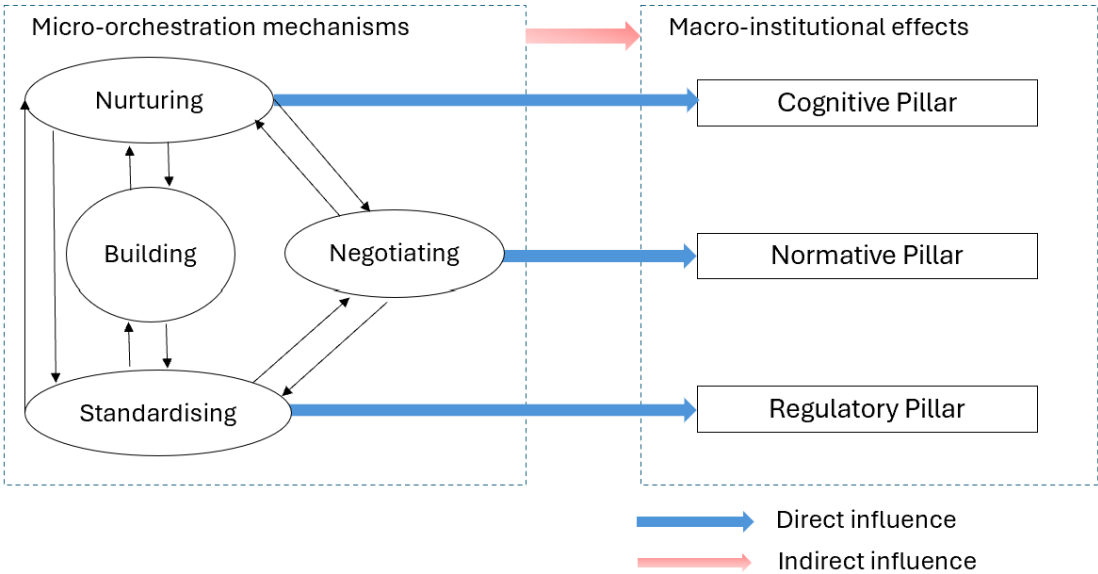 Micro-orchestration mechanisms
Macro-institutional effects
Nurturing
Cognitive Pillar
Building
Negotiating
Normative Pillar
Standardising
Regulatory Pillar
Direct influence
Indirect influence